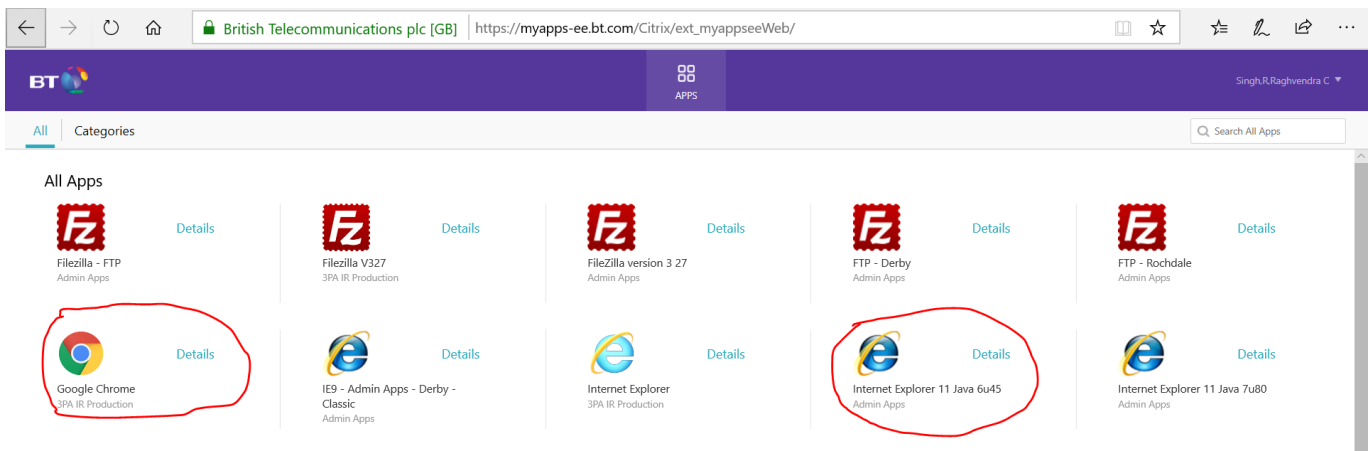 British Telecommunications plc [GB] https://myapps-ee.bt.com/Citrix/ext_myappseeWeb/
BT
APPS
Singh,R,Raghvendra C
All Categories
Search All Apps
All Apps
Details Details Details Details Details
Filezilla - FTP Filezilla V327 FileZilla version 3 27 FTP - Derby FTP - Rochdale
Admin Apps 3PA IR Production Admin Apps Admin Apps Admin Apps
Details Details Details Details Details
Google Chrome IE9 - Admin Apps - Derby - Internet Explorer Internet Explorer 11 Java 6u45 Internet Explorer 11 Java 7u80
3PA IR Production Classic 3PA IR Production Admin Apps Admin Apps
Admin Apps